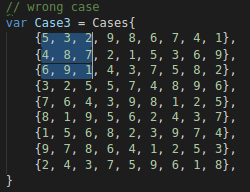 // wrong case
var Case3 = Cases{
{5, 3, 2, 9, 8, 6, 7, 4, 1},
{4, 8, 7, 2, 1, 5, 3, 6, 9},
{6, 9, 1, 4, 3, 7, 5, 8, 2},
{3, 2, 5, 5, 7, 4, 8, 9, 6},
{7, 6, 4, 3, 9, 8, 1, 2, 5},
{8, 1, 9, 5, 6, 2, 4, 3, 7},
{1, 5, 6, 8, 2, 3, 9, 7, 4},
{9, 7, 8, 6, 4, 1, 2, 5, 3},
{2, 4, 3, 7, 5, 9, 6, 1, 8},
}